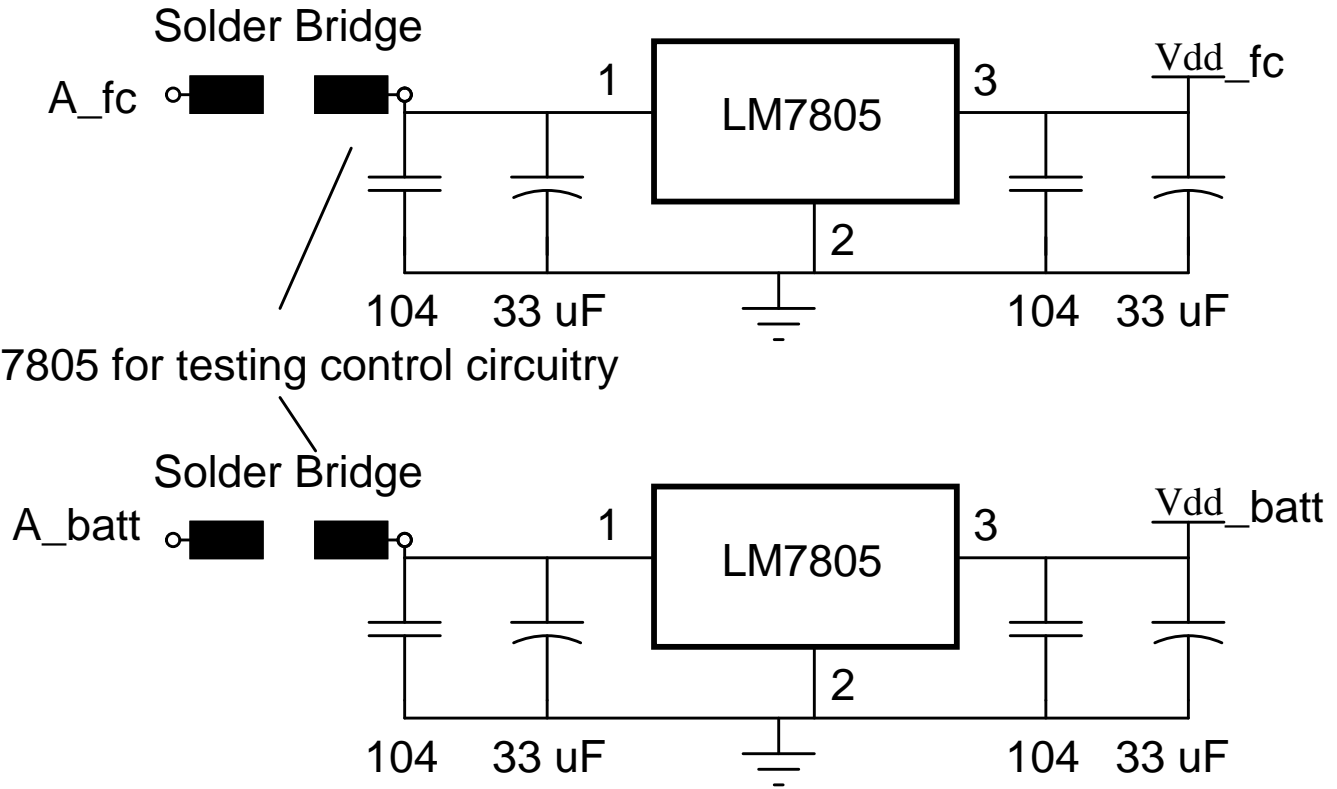 Solder Bridge
A_fc
1
LM7805
3
Vdd_fc
2
104
33 uF
104
33 uF
7805 for testing control circuitry
Solder Bridge
A_batt
1
LM7805
3
Vdd_batt
2
104
33 uF
104
33 uF